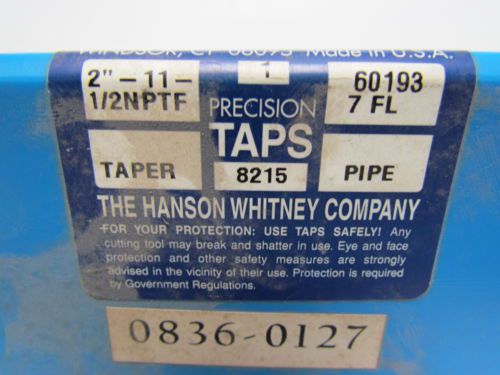 WINDSOR, CT 06095 Made in U.S.A.
2"-11-
1/2NPTF
1
60193
7 FL
PRECISION
TAPS
TAPER
8215
PIPE
THE HANSON WHITNEY COMPANY
FOR YOUR PROTECTION: USE TAPS SAFELY! Any
cutting tool may break and shatter in use. Eye and face
protection and other safety measures are strongly
advised in the vicinity of their use. Protection is required
by Government Regulations.
0836-0127